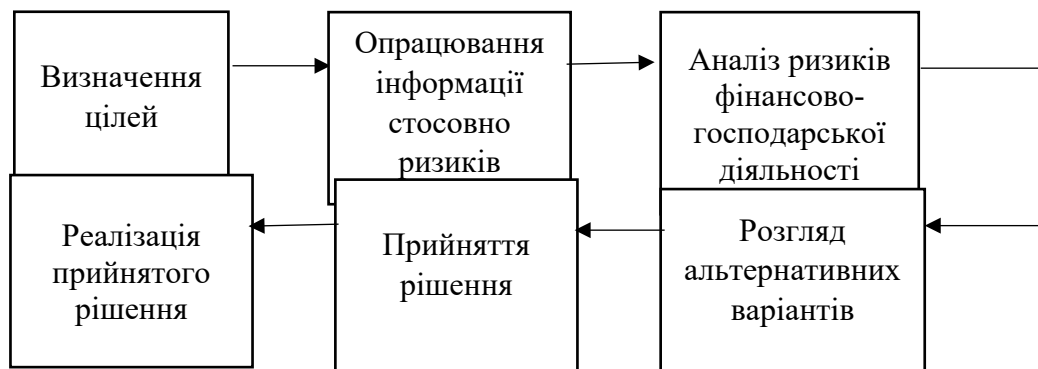 Визначення
цілей
Опрацювання
інформації
стосовно
ризиків
Аналіз ризиків
фінансово-
господарської
діяльності
Розгляд
альтернативних
варіантів
Прийняття
рішення
Реалізація
прийнятого
рішення